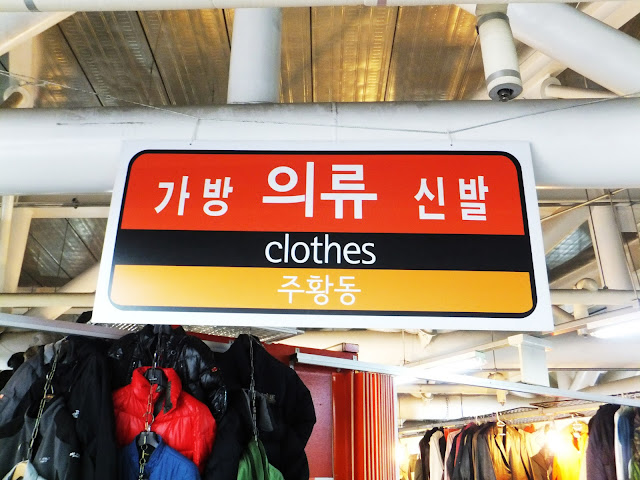 가방 의류 신발
clothes
주황동